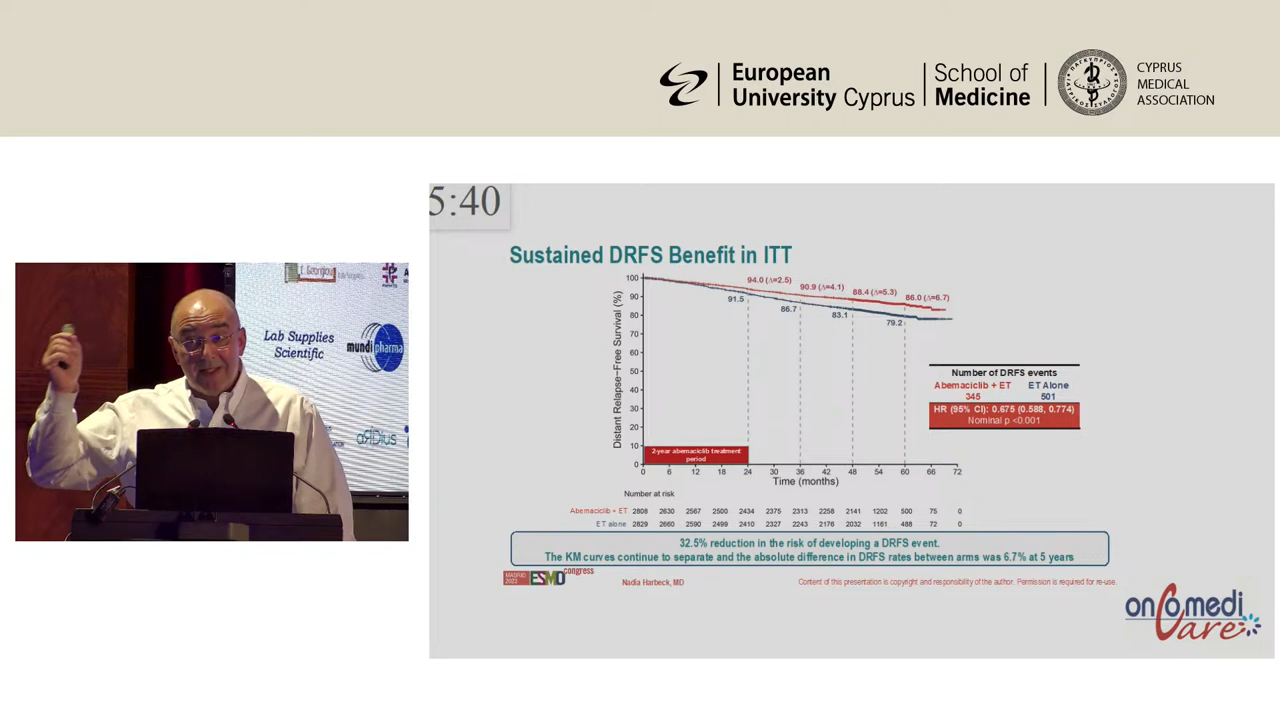 European
University Cyprus
School of
Medicine
CYPRUS
MEDICAL
ASSOCIATION
5:40
Lab Supplies
Scientific
mundipharma
aRIDius
Sustained DRFS Benefit in ITT
Distant Relapse-Free Survival (%)
100
90
80
70
60
50
40
30
20
10
0
94.0 (Δ=2.5)
90.9 (Δ=4.1)
88.4 (Δ=5.3)
86.0 (Δ=6.7)
91.5
86.7
83.1
79.2
2-year abemaciclib treatment
period
0 6 12 18 24 30 36 42 48 54 60 66 72
Time (months)
Number of DRFS events
Abemaciclib + ET ET Alone
345 501
HR (95% CI): 0.675 (0.588, 0.774)
Nominal p <0.001
Number at risk
Abemaciclib + ET 2808 2630 2567 2500 2434 2375 2313 2258 2141 1202 500 75 0
ET alone 2829 2660 2590 2499 2410 2327 2243 2176 2032 1161 488 72 0
32.5% reduction in the risk of developing a DRFS event.
The KM curves continue to separate and the absolute difference in DRFS rates between arms was 6.7% at 5 years
MADRID
2023
ESMO congress
Nadia Harbeck, MD
Content of this presentation is copyright and responsibility of the author. Permission is required for re-use.
oncomedi
Care